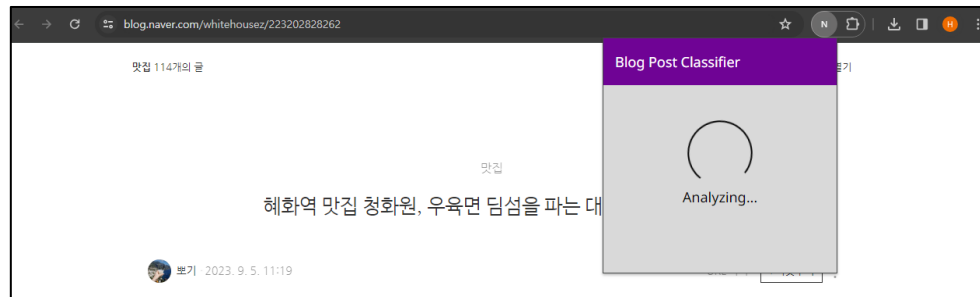 blog.naver.com/whitehousez/223202828262
N
H
Blog Post Classifier
맛집 114개의 글
맛집
Analyzing...
혜화역 맛집 청화원, 우육면 딤섬을 파는 대
뽀기 2023. 9. 5. 11:19